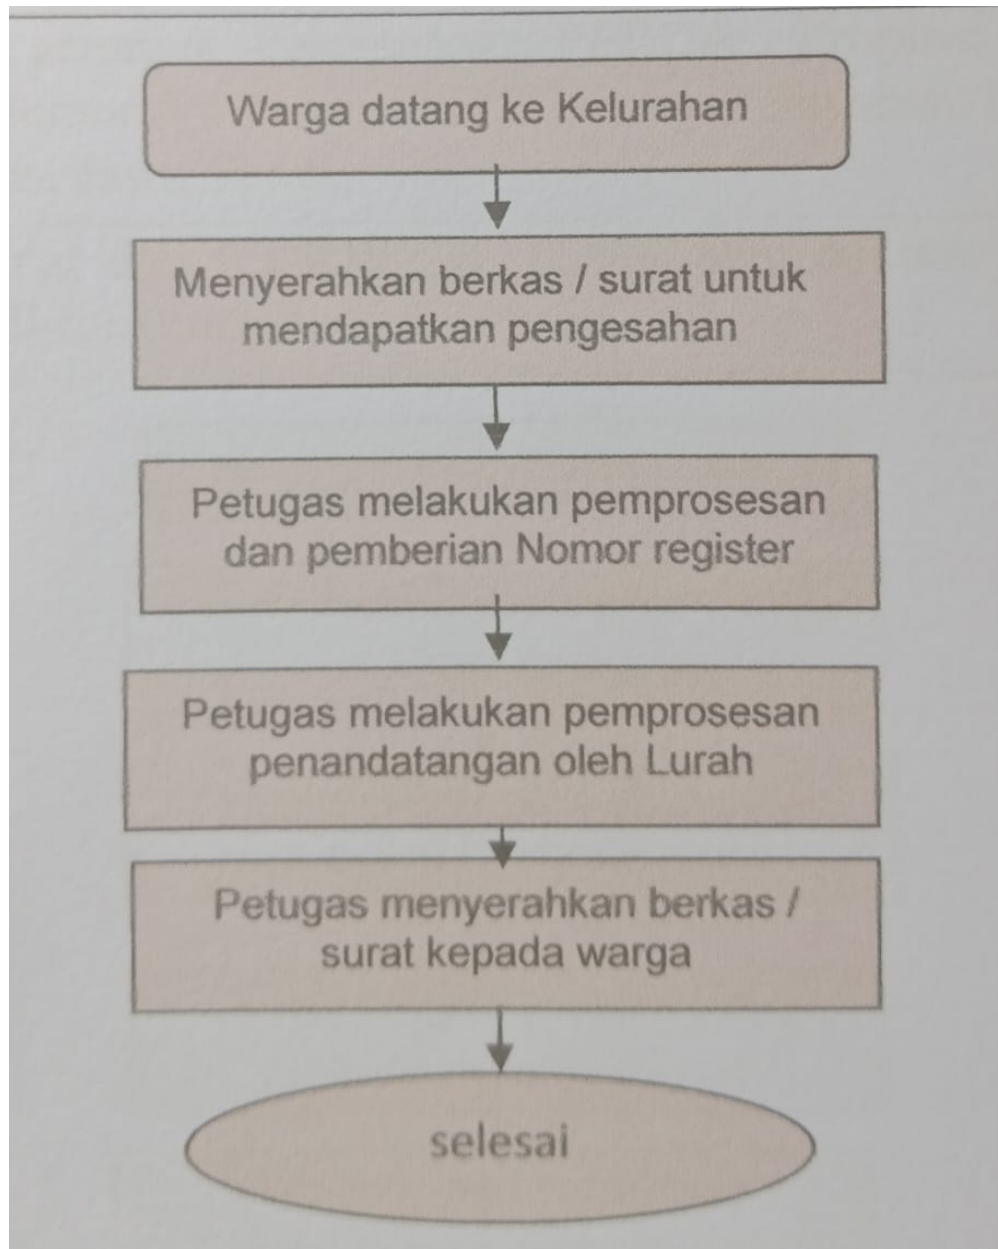 Warga datang ke Kelurahan
Menyerahkan berkas / surat untuk
mendapatkan pengesahan
Petugas melakukan pemprosesan
dan pemberian Nomor register
Petugas melakukan pemprosesan
penandatangan oleh Lurah
Petugas menyerahkan berkas /
surat kepada warga
selesai